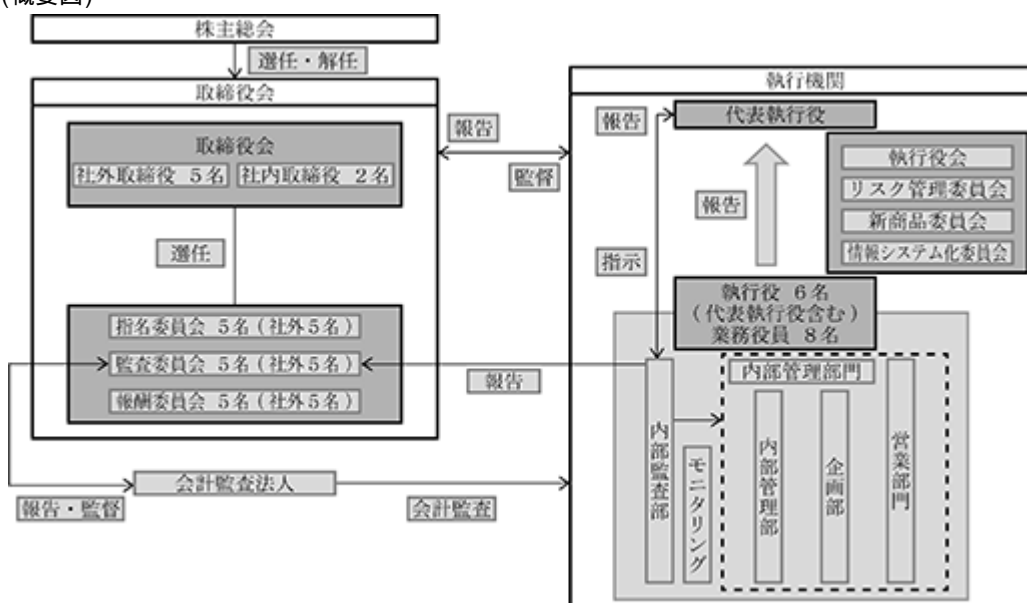 (概要図)
株主総会
選任・解任
取締役会
取締役会
社外取締役 5名
社内取締役 2名
選任
指名委員会 5名(社外5名)
監査委員会 5名(社外5名)
報酬委員会 5名(社外5名)
会計監査法人
報告・監督
会計監査
報告
監督
報告
執行機関
代表執行役
報告
指示
報告
執行役会
リスク管理委員会
新商品委員会
情報システム化委員会
執行役 6名
(代表執行役含む)
業務役員 8名
内部監査部
モニタリング
内部管理部門
内部管理部
企画部
営業部門